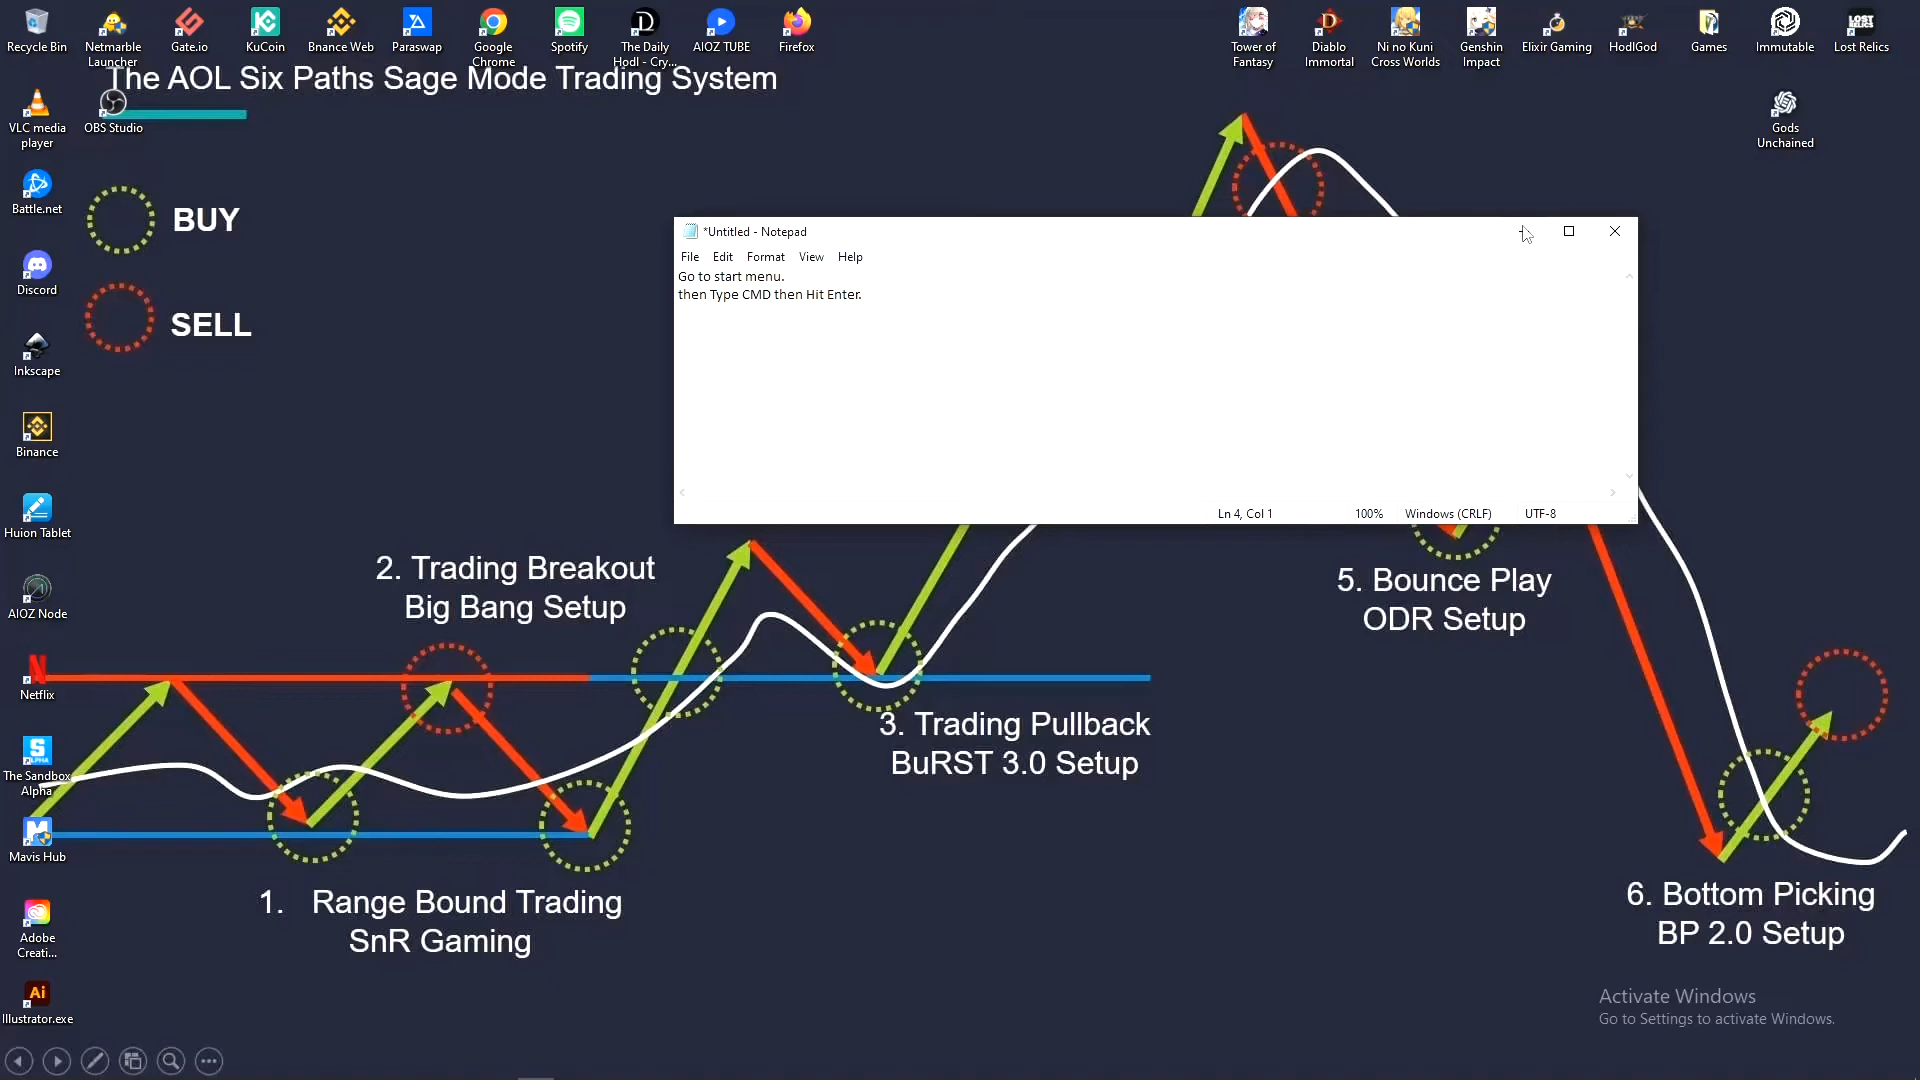 Recycle Bin
Netmarble
Launcher
Gate.io
KuCoin
Bnance Web
Paraswap
Google
Chrome
Spotify
The Daily
Hodl - Cry...
AIOZ TUBE
Firefox
Tower of
Fantasy
Diablo
Immortal
Ni no Kuni
Cross Worlds
Genshin
Impact
Elixir Gaming
HodlGod
Games
Immutable
Lost Relics
The AOL Six Paths Sage Mode Trading System
VLC media
player
OBS Studio
Gods
Unchained
Battle.net
BUY
Discord
SELL
Inkscape
Binance
Huion Tablet
AIOZ Node
Netflix
The Sandbox
Alpha
Mavis Hub
Adobe
Creati...
Illustrator.exe
*Untitled - Notepad
File Edit Format View Help
Go to start menu.
then Type CMD then Hit Enter.
Ln 4, Col 1 100% Windows (CRLF) UTF-8
2. Trading Breakout
Big Bang Setup
5. Bounce Play
ODR Setup
3. Trading Pullback
BuRST 3.0 Setup
1. Range Bound Trading
SnR Gaming
6. Bottom Picking
BP 2.0 Setup
Activate Windows
Go to Settings to activate Windows.